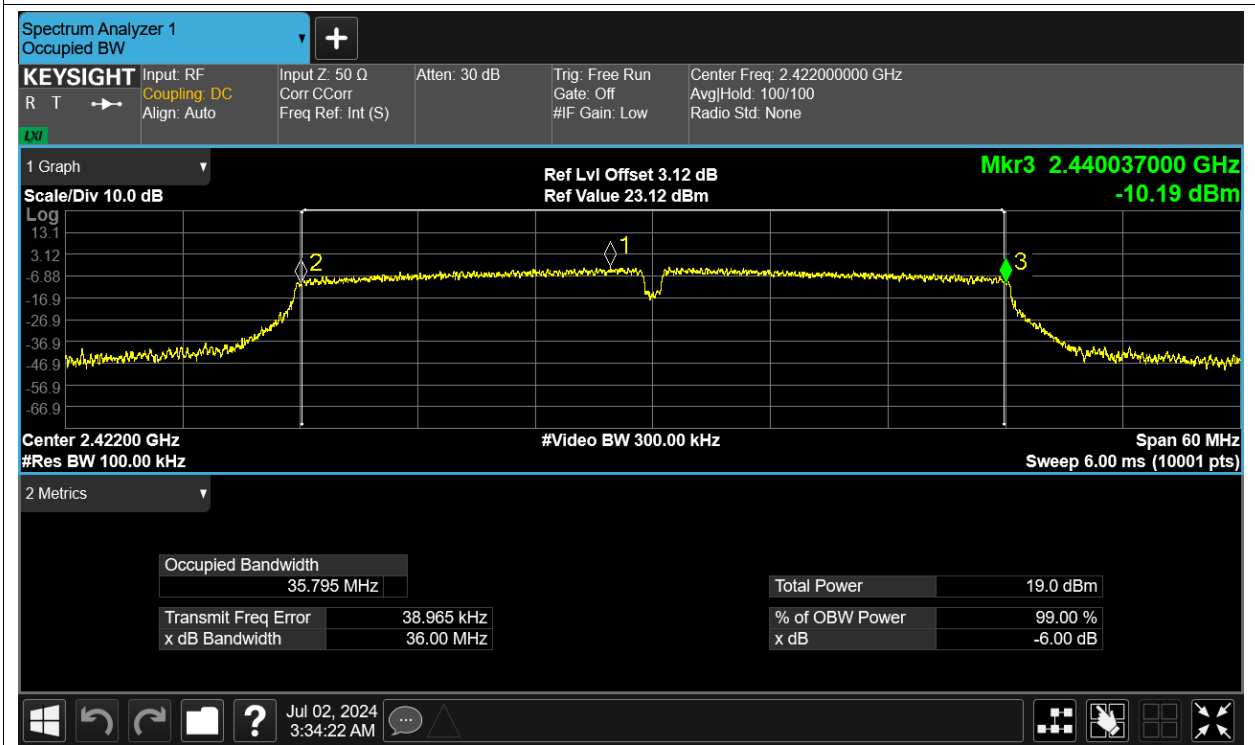 Spectrum Analyzer 1
Occupied BW
KEYSIGHT
R T
LXI
Input: RF
Coupling: DC
Align: Auto
Input Z: 50 Ω
Corr CCorr
Freq Ref: Int (S)
Atten: 30 dB
Trig: Free Run
Gate: Off
#IF Gain: Low
Center Freq: 2.422000000 GHz
Avg|Hold: 100/100
Radio Std: None
1 Graph
Scale/Div 10.0 dB
Ref Lvl Offset 3.12 dB
Ref Value 23.12 dBm
Mkr3 2.440037000 GHz
-10.19 dBm
Log
13.1
3.12
-6.88
-16.9
-26.9
-36.9
-46.9
-56.9
-66.9
1
2
3
Center 2.42200 GHz
#Video BW 300.00 kHz
Span 60 MHz
#Res BW 100.00 kHz
Sweep 6.00 ms (10001 pts)
2 Metrics
Occupied Bandwidth
35.795 MHz
Total Power 19.0 dBm
Transmit Freq Error 38.965 kHz
% of OBW Power 99.00 %
x dB Bandwidth 36.00 MHz
x dB -6.00 dB
?
Jul 02, 2024
3:34:22 AM